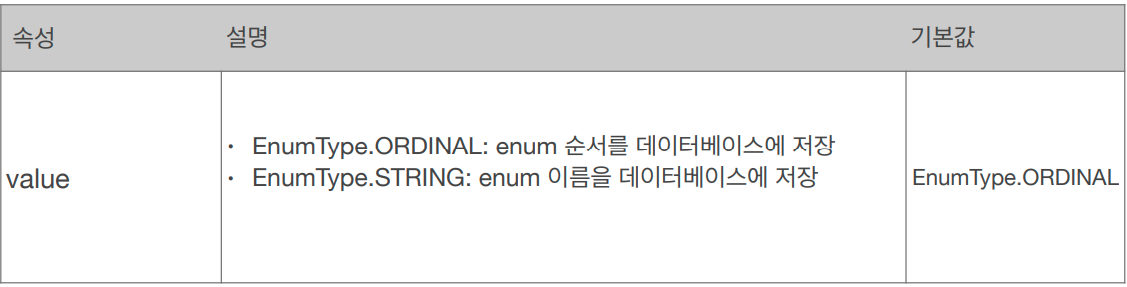 속성 설명 기본값
• EnumType.ORDINAL: enum 순서를 데이터베이스에 저장
• EnumType.STRING: enum 이름을 데이터베이스에 저장
value
EnumType.ORDINAL